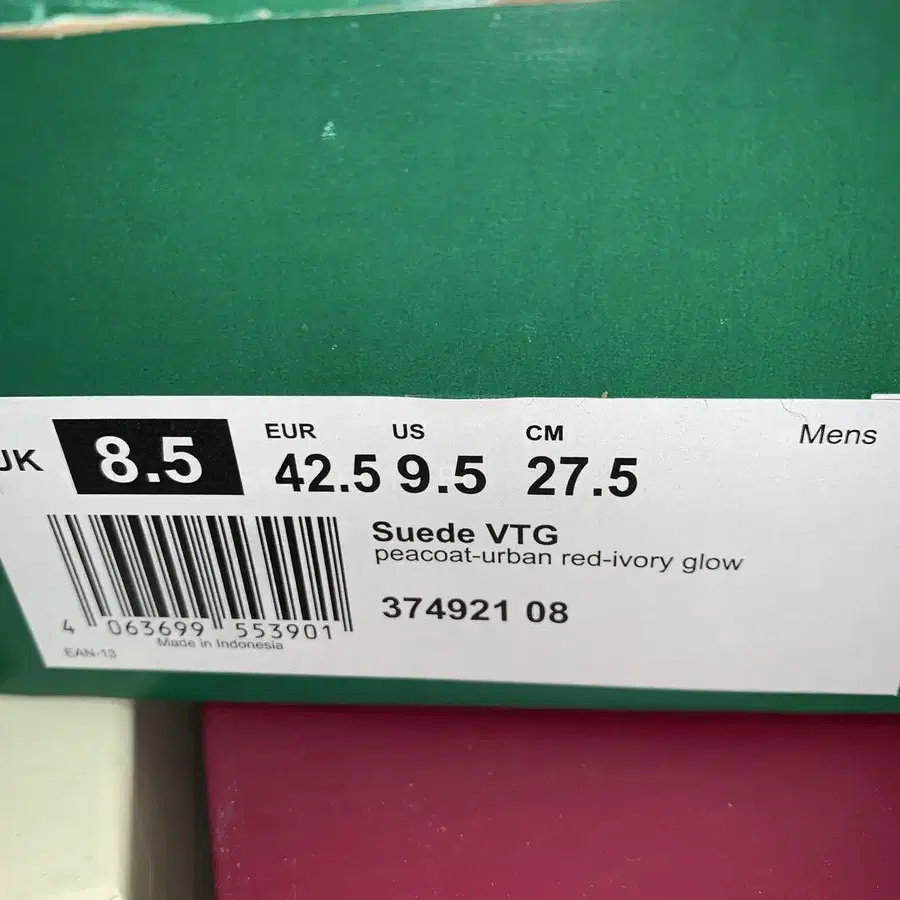 UK 8.5 EUR 42.5 US 9.5 CM 27.5 Mens
Suede VTG
peacoat-urban red-ivory glow
374921 08
4 063699 553901
Made in Indonesia
EAN-13